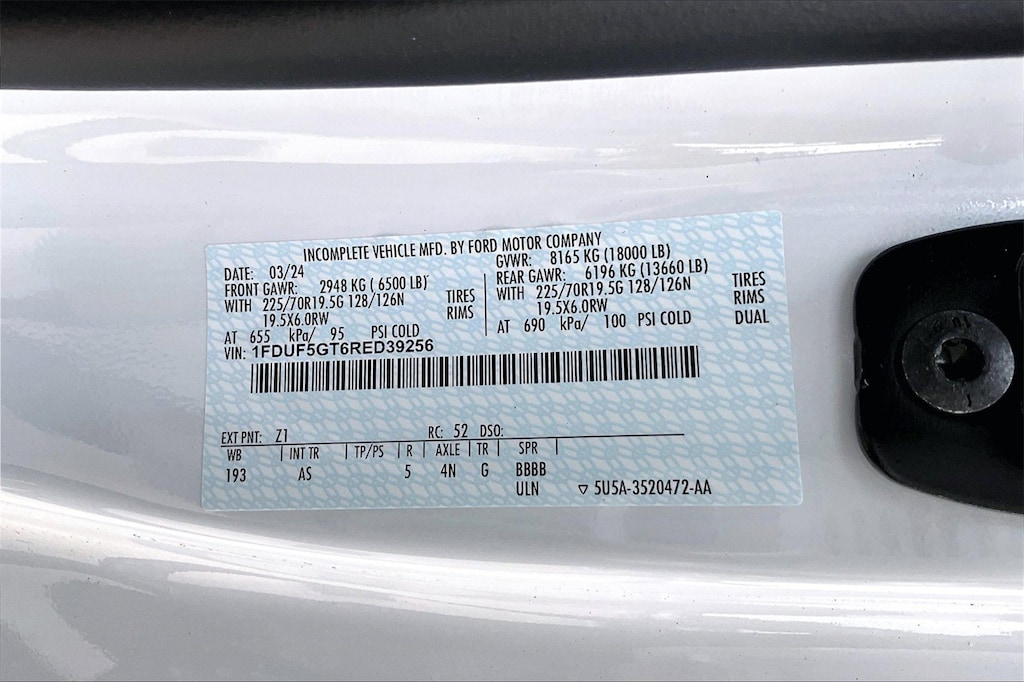 INCOMPLETE VEHICLE MFD. BY FORD MOTOR COMPANY
DATE: 03/24 GVWR: 8165 KG (18000 LB)
FRONT GAWR: 2948 KG ( 6500 LB) REAR GAWR: 6196 KG (13660 LB)
WITH 225/70R19.5G 128/126N TIRES WITH 225/70R19.5G 128/126N TIRES
19.5X6.0RW RIMS 19.5X6.0RW RIMS
AT 655 kPa/ 95 PSI COLD AT 690 kPa/ 100 PSI COLD DUAL
VIN: 1FDUF5GT6RED39256
EXT PNT: Z1 RC: 52 DSO:
WB INT TR TP/PS R AXLE TR SPR
193 AS 5 4N G BBBB
ULN ▽ 5U5A-3520472-AA